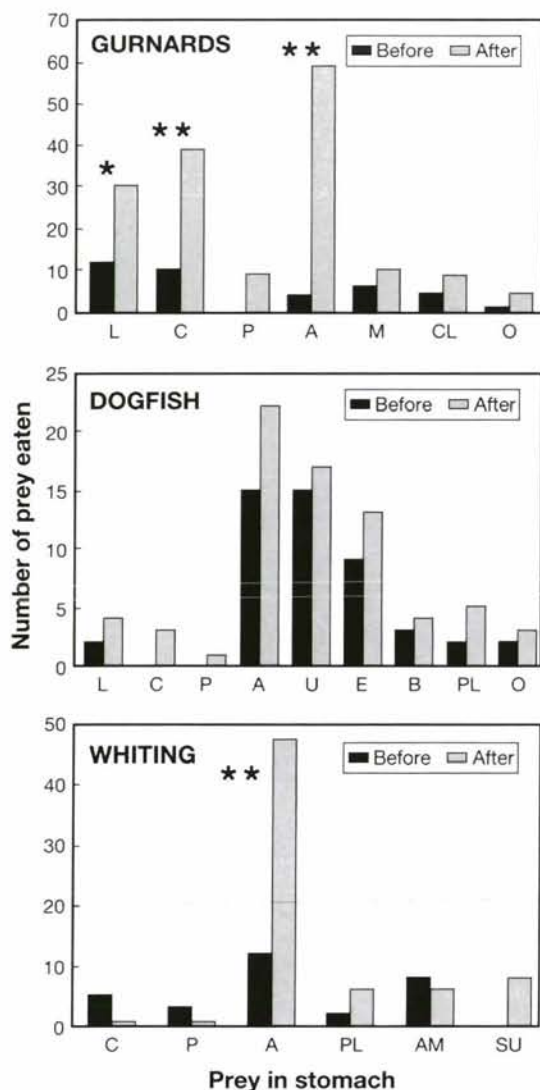 70
GURNARDS
Before After
60
50
40
30
20
10
0
* ** **
L C P A M CL O
25
DOGFISH
Before After
20
15
10
5
0
L C P A U E B PL O
Number of prey eaten
50
WHITING
Before After
40
30
20
10
0
**
C P A PL AM SU
Prey in stomach